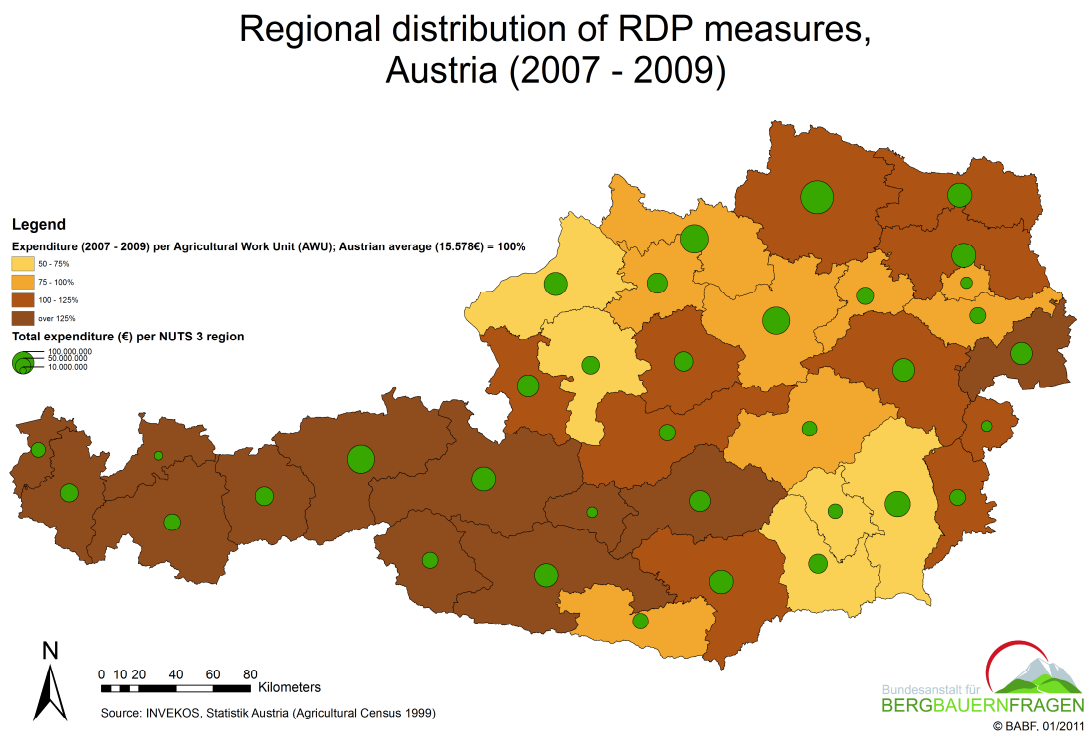 Regional distribution of RDP measures,
Austria (2007 - 2009)
Legend
Expenditure (2007 - 2009) per Agricultural Work Unit (AWU); Austrian average (15.578€) = 100%
50 - 75%
75 - 100%
100 - 125%
over 125%
Total expenditure (€) per NUTS 3 region
100.000.000
50.000.000
10.000.000
N
0 10 20 40 60 80
Kilometers
Source: INVEKOS, Statistik Austria (Agricultural Census 1999)
Bundesanstalt für
BERGBAUERNFRAGEN
© BABF, 01/2011